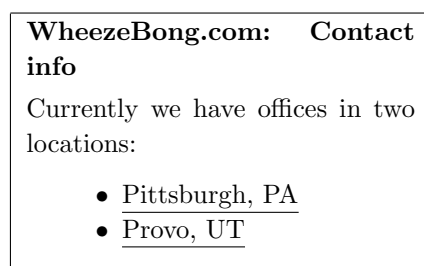 WheezeBong.com: Contact
info
Currently we have offices in two
locations:
• Pittsburgh, PA
• Provo, UT